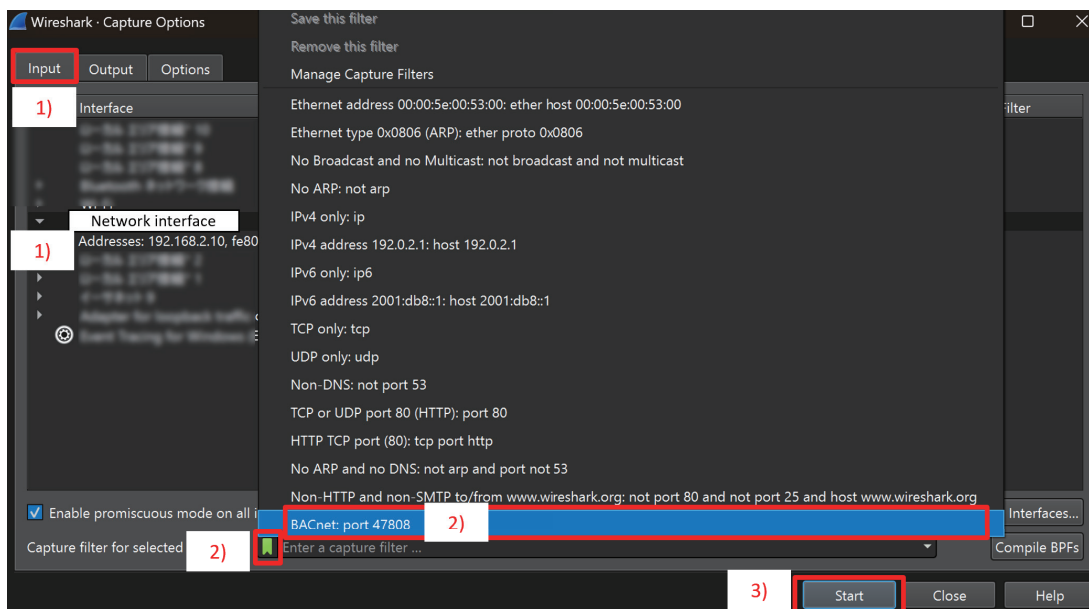 Wireshark · Capture Options
Save this filter
Remove this filter
Input
Output
Options
Manage Capture Filters
1)
Interface
Filter
Ethernet address 00:00:5e:00:53:00: ether host 00:00:5e:00:53:00
Ethernet type 0x0806 (ARP): ether proto 0x0806
No Broadcast and no Multicast: not broadcast and not multicast
No ARP: not arp
Network interface
IPv4 only: ip
1)
Addresses: 192.168.2.10, fe80
IPv4 address 192.0.2.1: host 192.0.2.1
IPv6 only: ip6
IPv6 address 2001:db8::1: host 2001:db8::1
TCP only: tcp
UDP only: udp
Non-DNS: not port 53
TCP or UDP port 80 (HTTP): port 80
HTTP TCP port (80): tcp port http
No ARP and no DNS: not arp and port not 53
Non-HTTP and non-SMTP to/from www.wireshark.org: not port 80 and not port 25 and host www.wireshark.org
Enable promiscuous mode on all i
BACnet: port 47808
2)
Interfaces...
Capture filter for selected
2)
Enter a capture filter ...
Compile BPFs
3)
Start
Close
Help